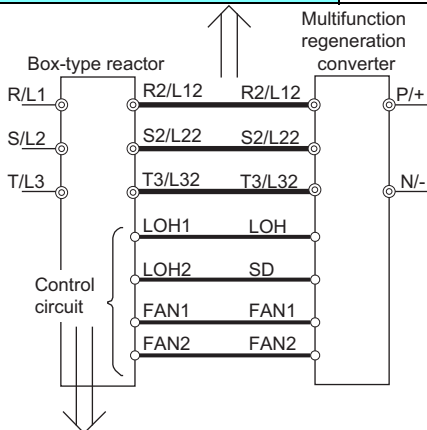 Multifunction
regeneration
converter
Box-type reactor
R/L1 R2/L12 R2/L12 P/+
S/L2 S2/L22 S2/L22
T/L3 T3/L32 T3/L32 N/-
LOH1 LOH
LOH2 SD
Control
circuit
FAN1 FAN1
FAN2 FAN2